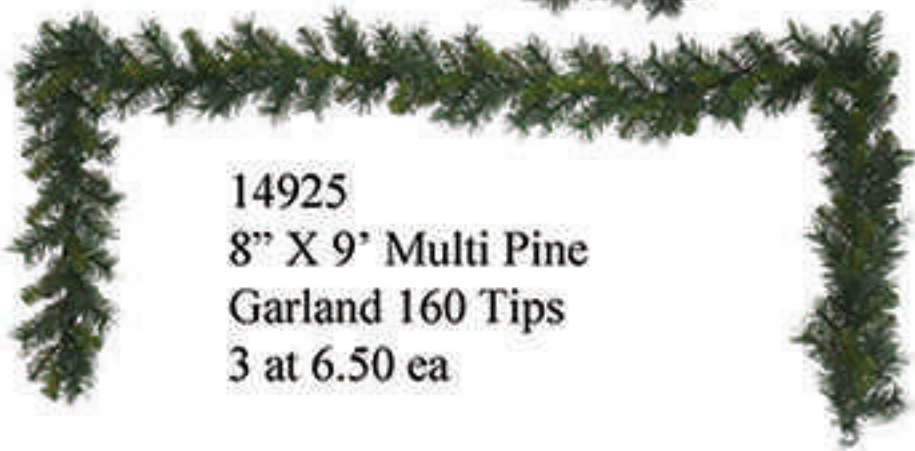 14925
8” X 9’ Multi Pine
Garland 160 Tips
3 at 6.50 ea